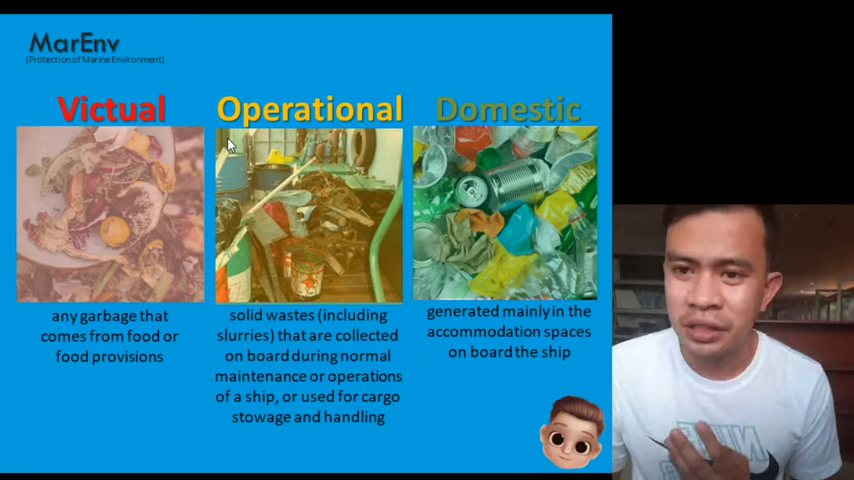 MarEnv
(Protection of Marine Environment)
Victual
Operational
Domestic
any garbage that
comes from food or
food provisions
solid wastes (including
slurries) that are collected
on board during normal
maintenance or operations
of a ship, or used for cargo
stowage and handling
generated mainly in the
accommodation spaces
on board the ship